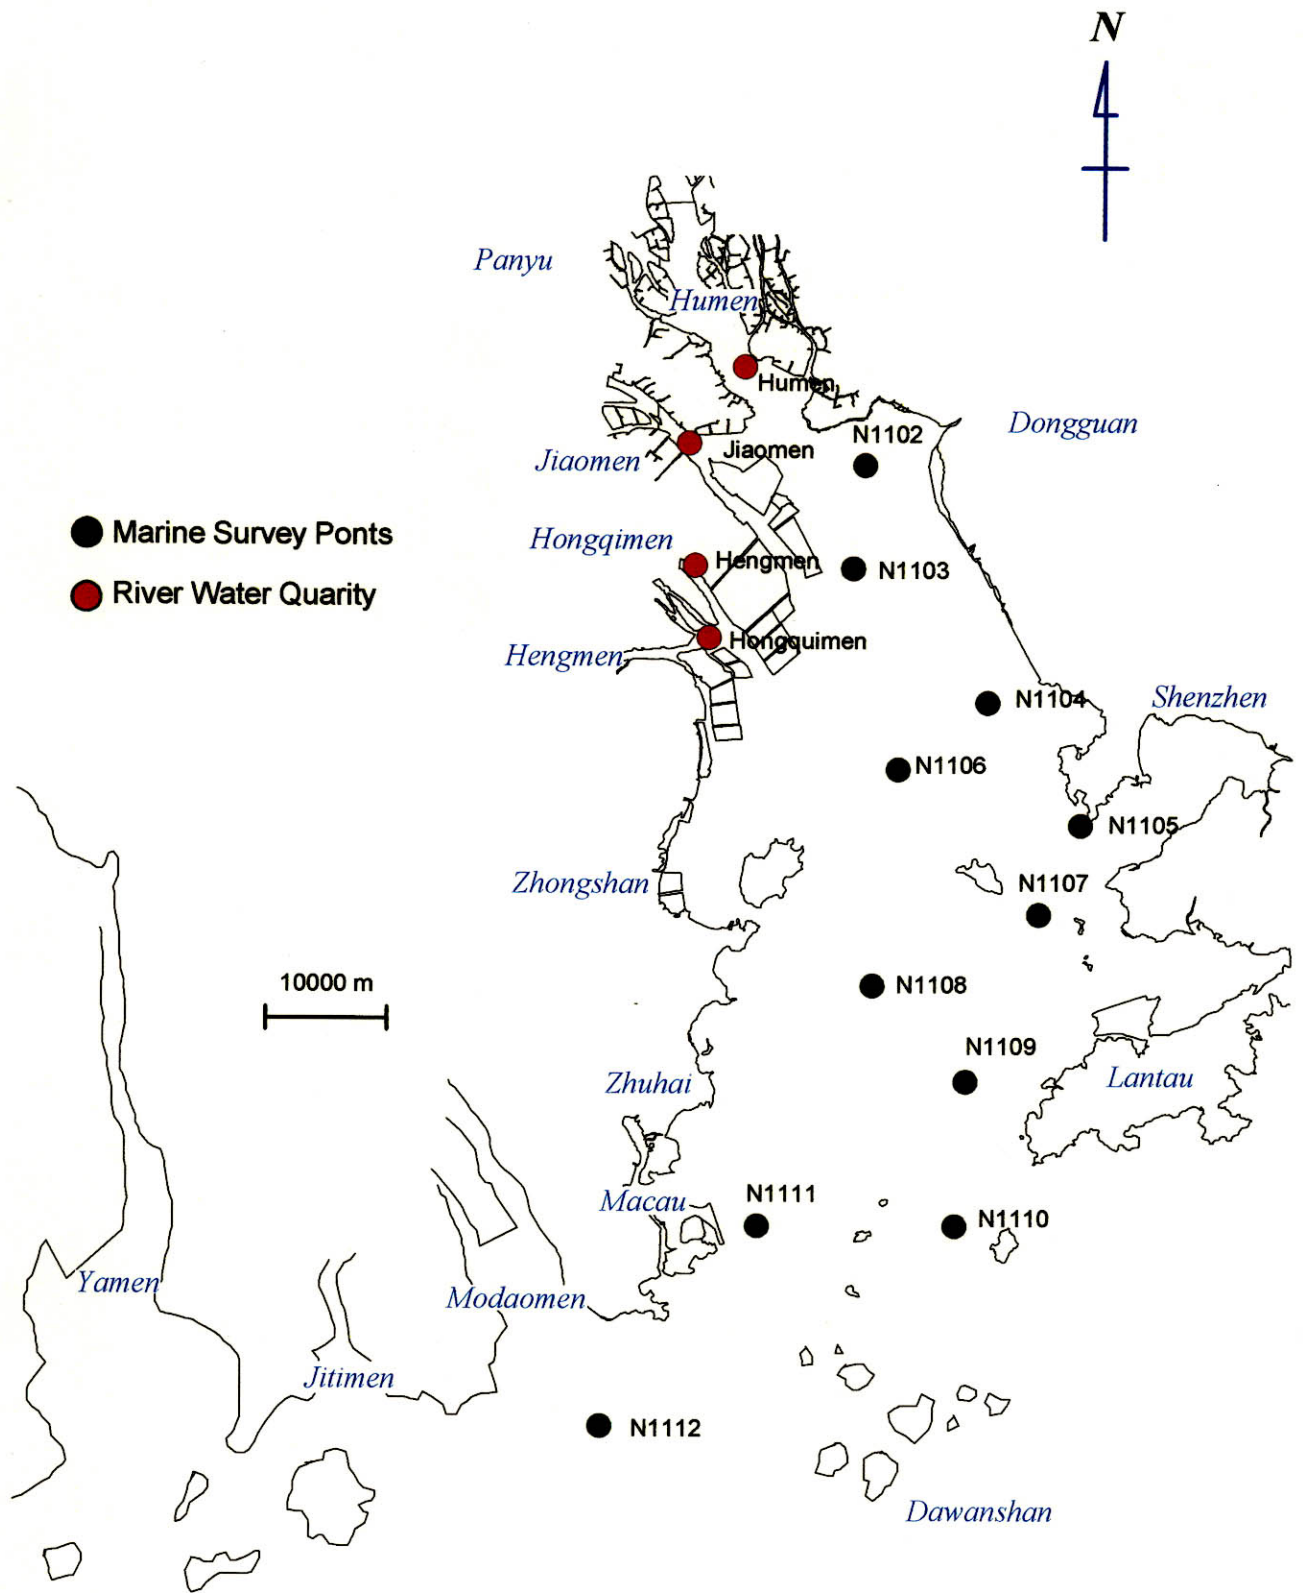 N
Panyu
Humen
Humen
Dongguan
N1102
Jiaomen
Jiaomen
Marine Survey Ponts
Hongqimen
Hengmen
N1103
River Water Quarity
Hongquimen
Hengmen
N1104
Shenzhen
N1106
N1105
Zhongshan
N1107
10000 m
N1108
N1109
Zhuhai
Lantau
Macau
N1111
N1110
Yamen
Modaomen
Jitimen
N1112
Dawanshan